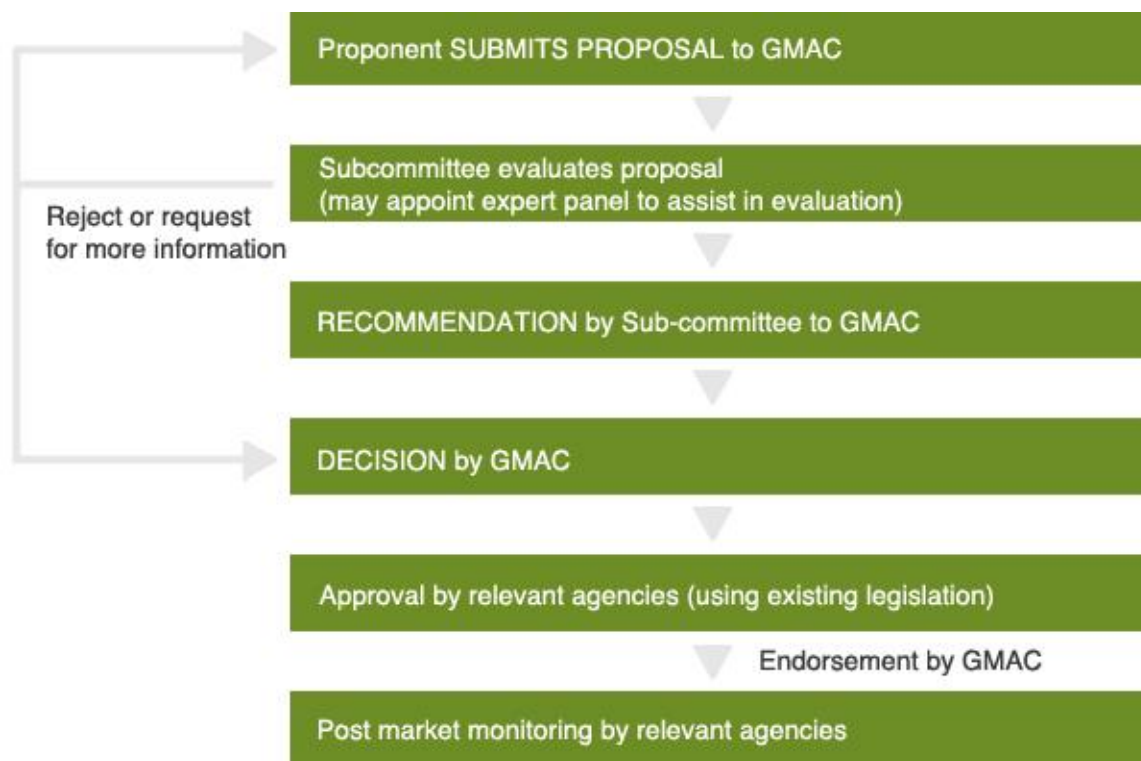 Proponent SUBMITS PROPOSAL to GMAC
Subcommittee evaluates proposal
(may appoint expert panel to assist in evaluation)
Reject or request
for more information
RECOMMENDATION by Sub-committee to GMAC
DECISION by GMAC
Approval by relevant agencies (using existing legislation)
Endorsement by GMAC
Post market monitoring by relevant agencies